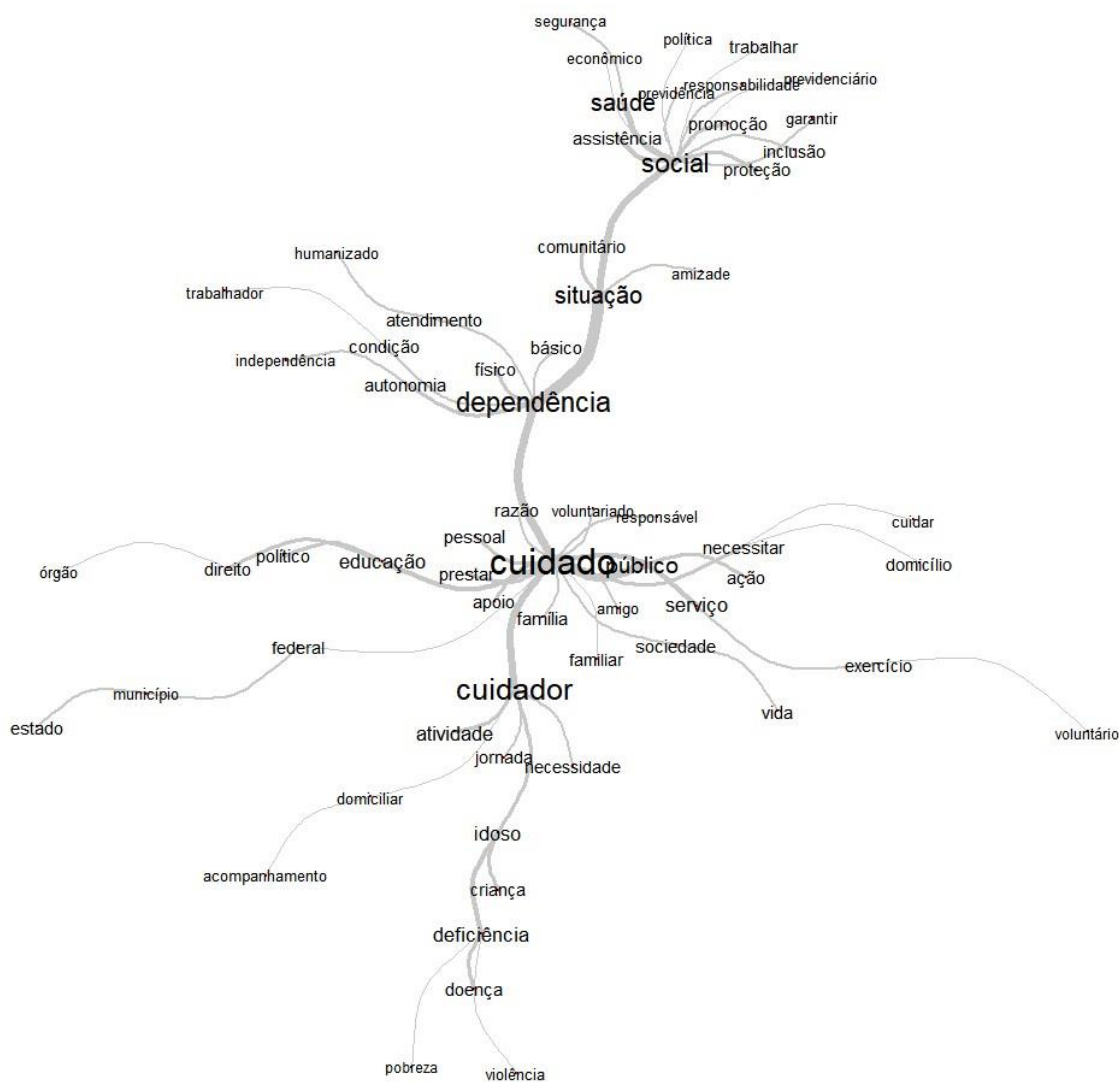 segurança
política
trabalhar
econômico
previdenciário
responsabilidade
previdência
saúde
garantir
promoção
assistência
inclusão
social
proteção
comunitário
humanizado
amizade
trabalhador
situação
atendimento
condição
básico
independência
físico
autonomia
dependência
razão
voluntariado
responsável
cuidar
pessoal
necessitar
político
educação
cuidado
público
domicílio
órgão
direito
prestar
ação
apoio
amigo
serviço
família
federal
sociedade
familiar
exercício
município
cuidador
vida
estado
atividade
voluntário
jornada
necessidade
domiciliar
idoso
acompanhamento
criança
deficiência
doença
pobreza
violência